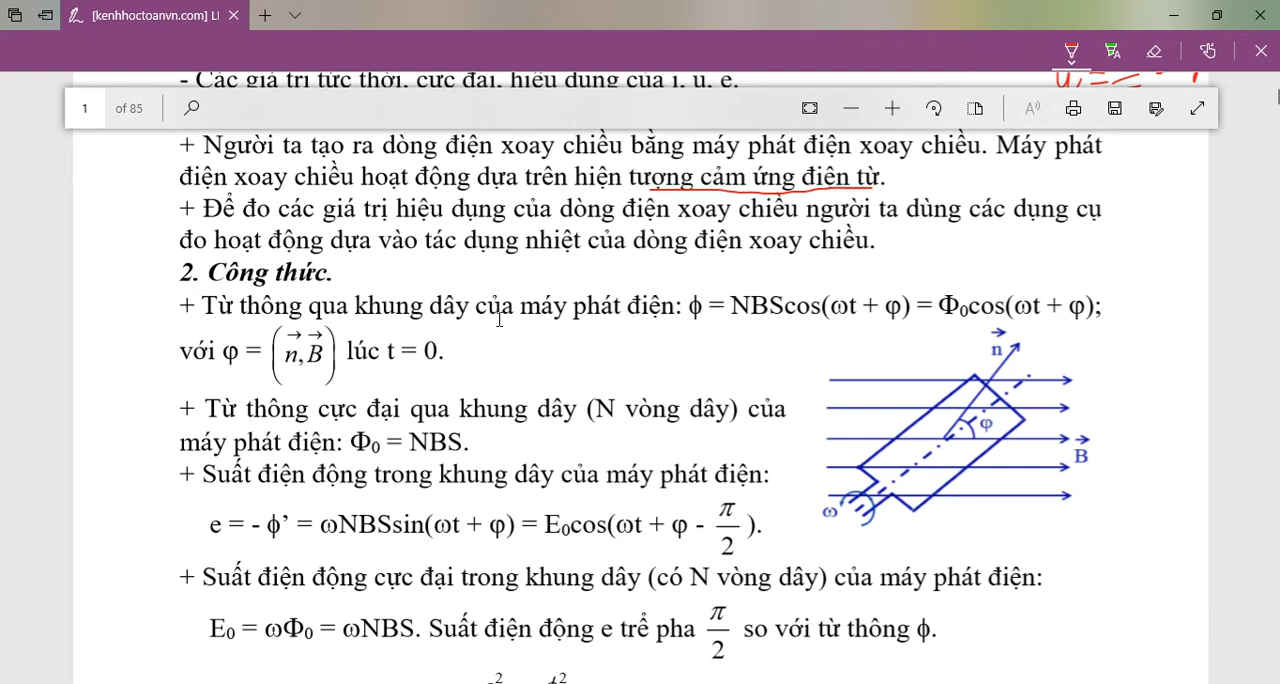 [kenhhoctoanvn.com] LI
- Các giá trị tức thời, cực đại, hiệu dụng của i, u, e.
1 of 85
+ Người ta tạo ra dòng điện xoay chiều bằng máy phát điện xoay chiều. Máy phát
điện xoay chiều hoạt động dựa trên hiện tượng cảm ứng điện từ.
+ Để đo các giá trị hiệu dụng của dòng điện xoay chiều người ta dùng các dụng cụ
đo hoạt động dựa vào tác dụng nhiệt của dòng điện xoay chiều.
2. Công thức.
+ Từ thông qua khung dây của máy phát điện: ϕ = NBScos(ωt + φ) = Φ₀cos(ωt + φ);
với φ = (n⃗, B⃗) lúc t = 0.
+ Từ thông cực đại qua khung dây (N vòng dây) của
máy phát điện: Φ₀ = NBS.
+ Suất điện động trong khung dây của máy phát điện:
e = - ϕ’ = ωNBSsin(ωt + φ) = E₀cos(ωt + φ - π/2).
n⃗
φ
B⃗
ω
+ Suất điện động cực đại trong khung dây (có N vòng dây) của máy phát điện:
E₀ = ωΦ₀ = ωNBS. Suất điện động e trể pha π/2 so với từ thông ϕ.